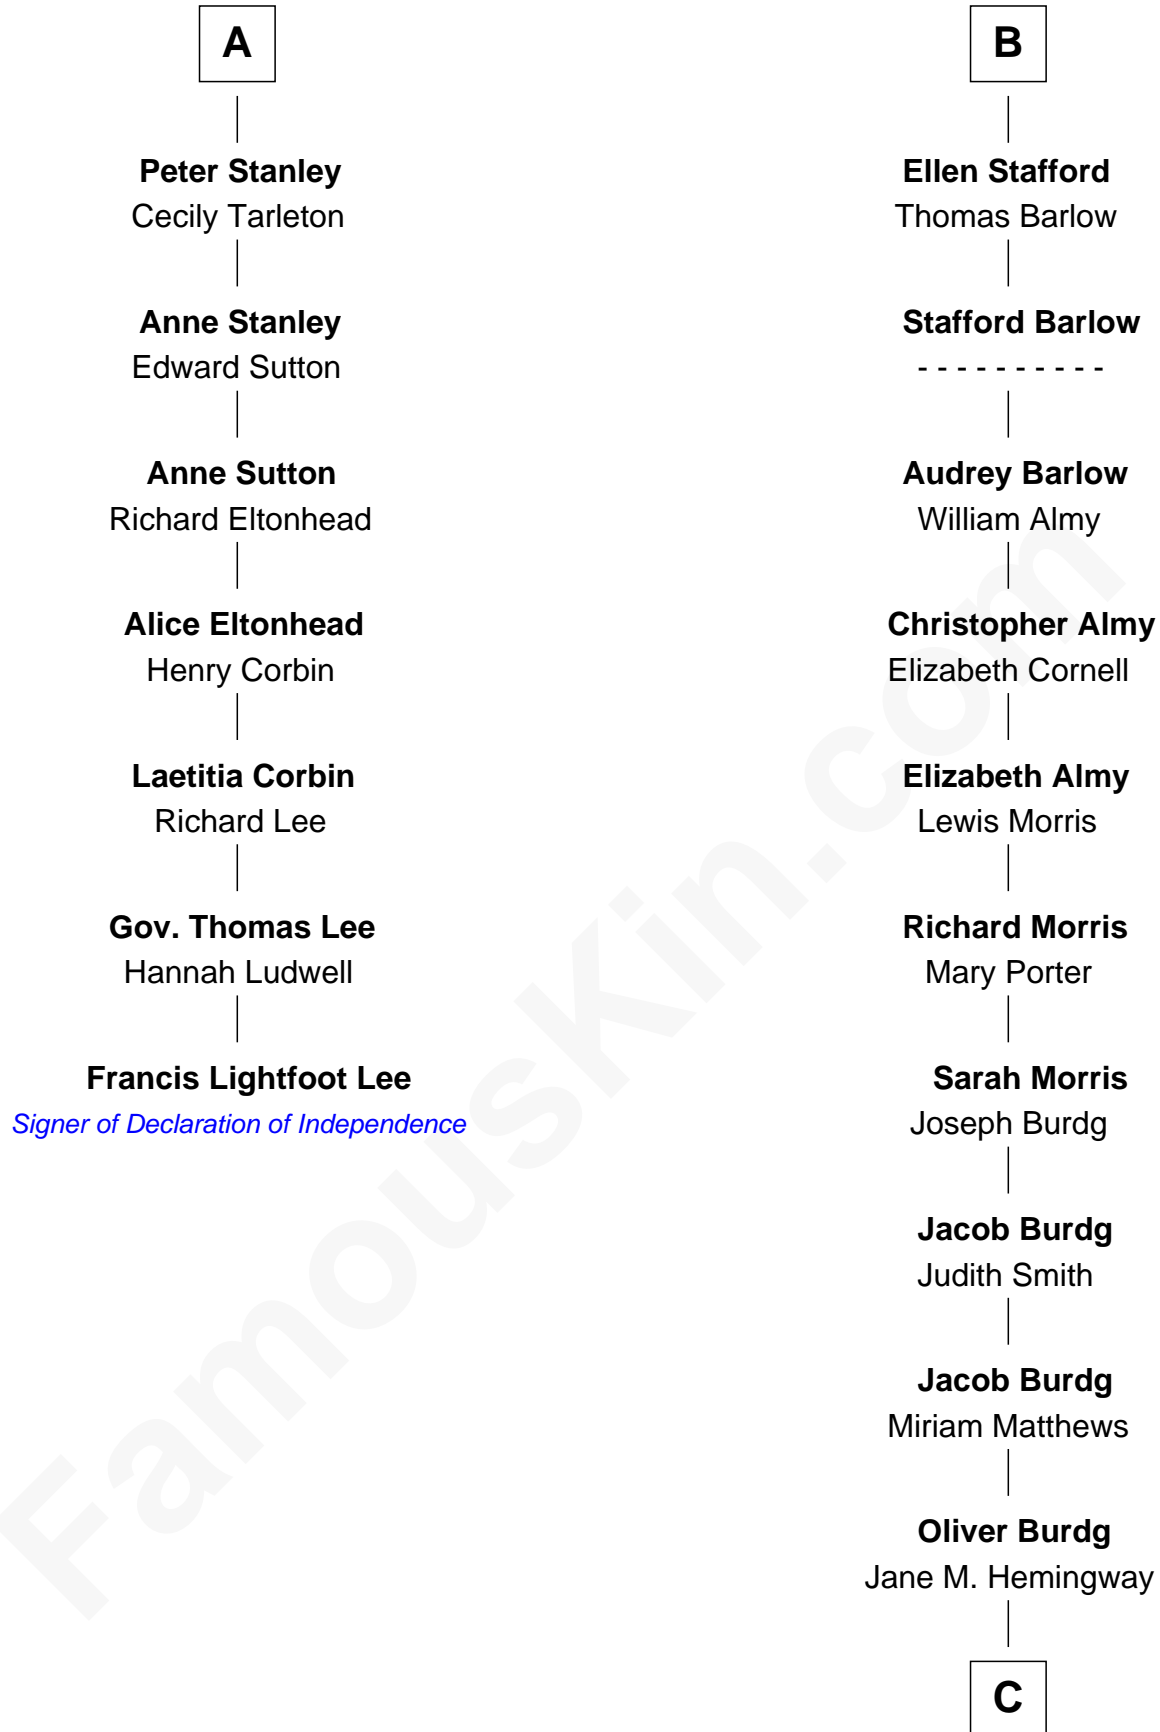 A
Peter Stanley
Cecily Tarleton
Anne Stanley
Edward Sutton
Anne Sutton
Richard Eltonhead
Alice Eltonhead
Henry Corbin
Laetitia Corbin
Richard Lee
Gov. Thomas Lee
Hannah Ludwell
Francis Lightfoot Lee
Signer of Declaration of Independence
B
Ellen Stafford
Thomas Barlow
Stafford Barlow
- - - - - - - - - -
Audrey Barlow
William Almy
Christopher Almy
Elizabeth Cornell
Elizabeth Almy
Lewis Morris
Richard Morris
Mary Porter
Sarah Morris
Joseph Burdg
Jacob Burdg
Judith Smith
Jacob Burdg
Miriam Matthews
Oliver Burdg
Jane M. Hemingway
C
FamousKin.com